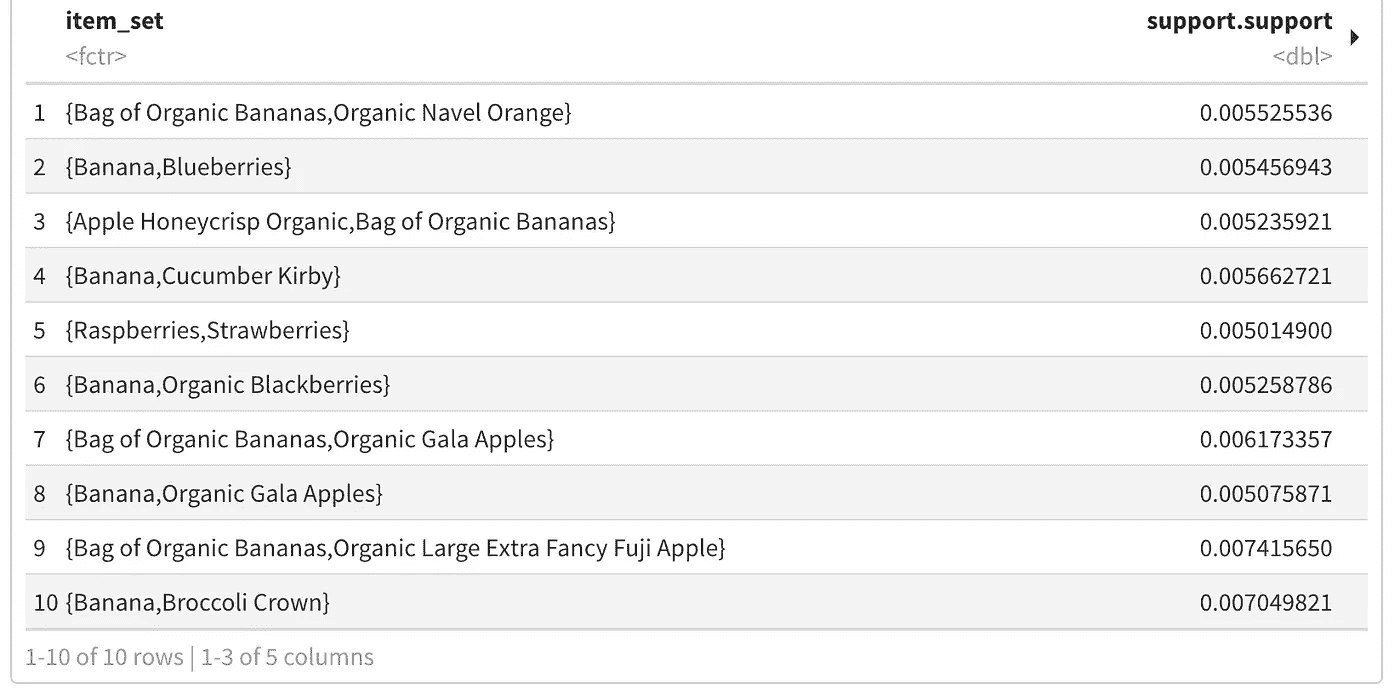 item_set support.support
<fctr> <dbl>
1 {Bag of Organic Bananas,Organic Navel Orange} 0.005525536
2 {Banana,Blueberries} 0.005456943
3 {Apple Honeycrisp Organic,Bag of Organic Bananas} 0.005235921
4 {Banana,Cucumber Kirby} 0.005662721
5 {Raspberries,Strawberries} 0.005014900
6 {Banana,Organic Blackberries} 0.005258786
7 {Bag of Organic Bananas,Organic Gala Apples} 0.006173357
8 {Banana,Organic Gala Apples} 0.005075871
9 {Bag of Organic Bananas,Organic Large Extra Fancy Fuji Apple} 0.007415650
10 {Banana,Broccoli Crown} 0.007049821
1-10 of 10 rows | 1-3 of 5 columns